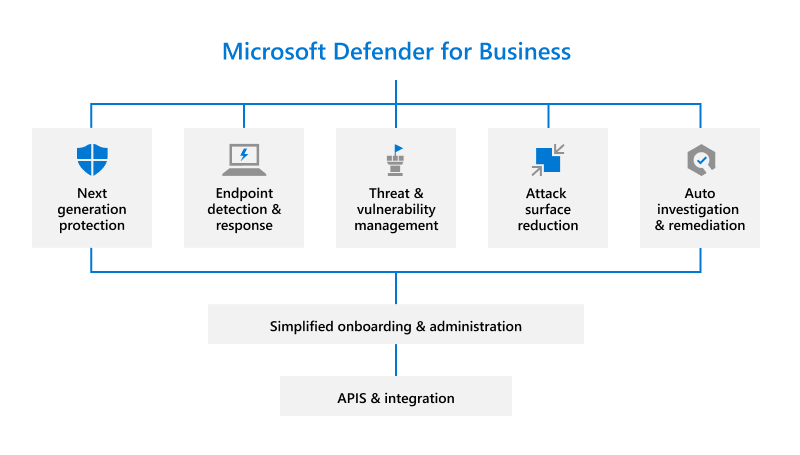 Microsoft Defender for Business
Next
generation
protection
Endpoint
detection &
response
Threat &
vulnerability
management
Attack
surface
reduction
Auto
investigation
& remediation
Simplified onboarding & administration
APIS & integration